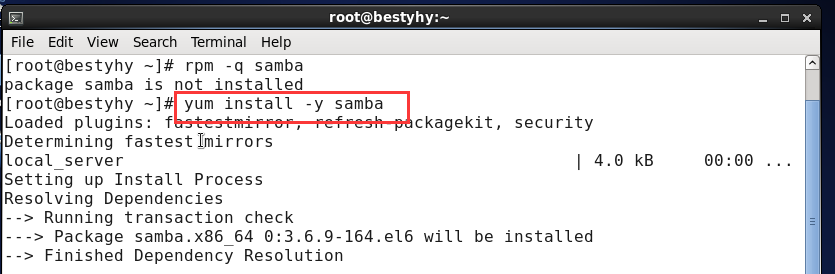 root@bestyhy:~
File Edit View Search Terminal Help
[root@bestyhy ~]# rpm -q samba
package samba is not installed
[root@bestyhy ~]# yum install -y samba
Loaded plugins: fastestmirror, refresh-packagekit, security
Determining fastest mirrors
local_server | 4.0 kB 00:00 ...
Setting up Install Process
Resolving Dependencies
--> Running transaction check
---> Package samba.x86_64 0:3.6.9-164.el6 will be installed
--> Finished Dependency Resolution